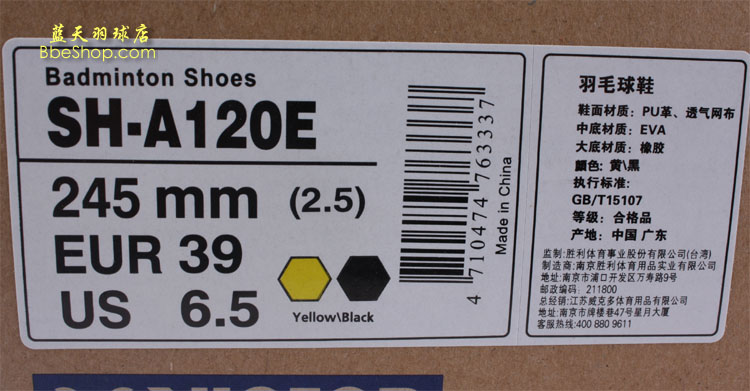 蓝天羽球店
BbeShop.com
Badminton Shoes
SH-A120E
245 mm (2.5)
EUR 39
US 6.5
Yellow\Black
4 710474 763337
Made in China
羽毛球鞋
鞋面材质：PU革、透气网布
中底材质：EVA
大底材质：橡胶
颜色: 黄\黑
执行标准:
GB/T15107
等级：合格品
产地：中国 广东
监制:胜利体育事业股份有限公司(台湾)
制造商:南京胜利体育用品实业有限公司
地址:南京市浦口开发区万寿路9号
邮政编码：211800
总经销:江苏威克多体育用品有限公司
地址:南京市牌楼巷47号星月大厦
客服热线:400 880 9611
VICTOR